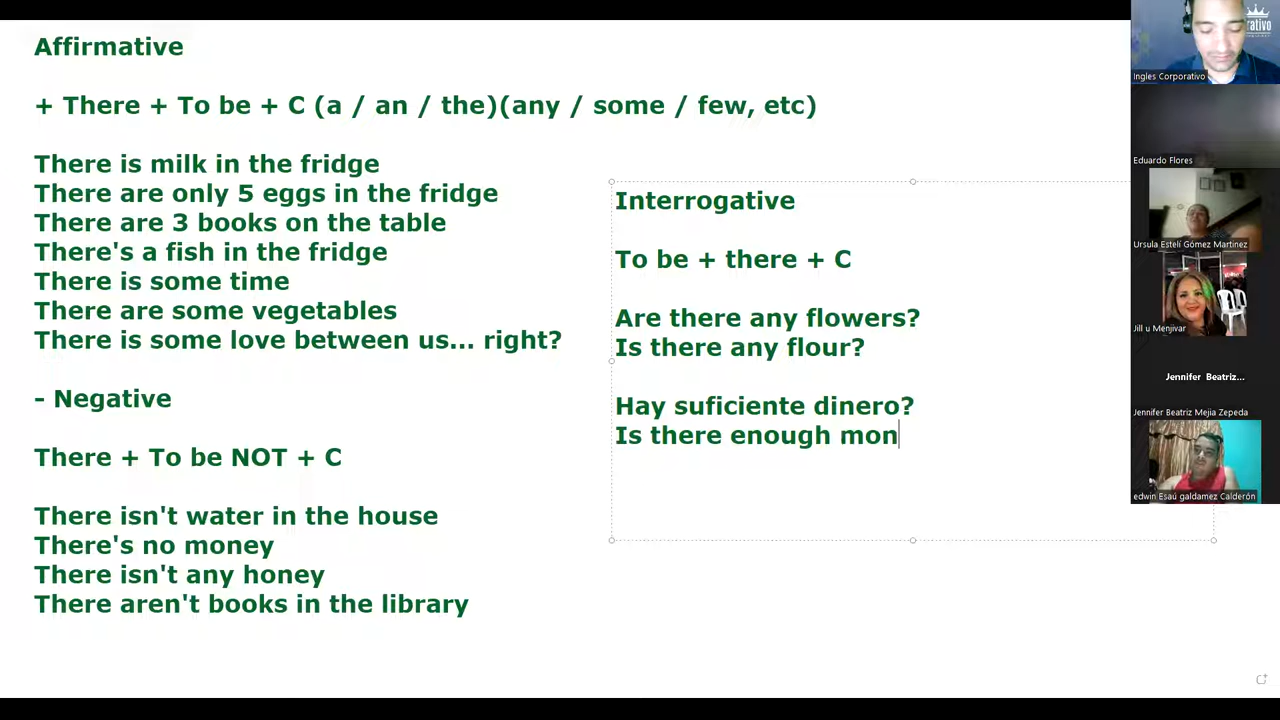 Affirmative
+ There + To be + C (a / an / the)(any / some / few, etc)
There is milk in the fridge
There are only 5 eggs in the fridge
There are 3 books on the table
There's a fish in the fridge
There is some time
There are some vegetables
There is some love between us... right?
- Negative
There + To be NOT + C
There isn't water in the house
There's no money
There isn't any honey
There aren't books in the library
Interrogative
To be + there + C
Are there any flowers?
Is there any flour?
Hay suficiente dinero?
Is there enough mon
rativo
Ingles Corporativo
Eduardo Flores
Ursula Estelí Gómez Martinez
Jill u Menjivar
Jennifer Beatriz...
Jennifer Beatriz Mejia Zepeda
edwin Esaú galdamez Calderón